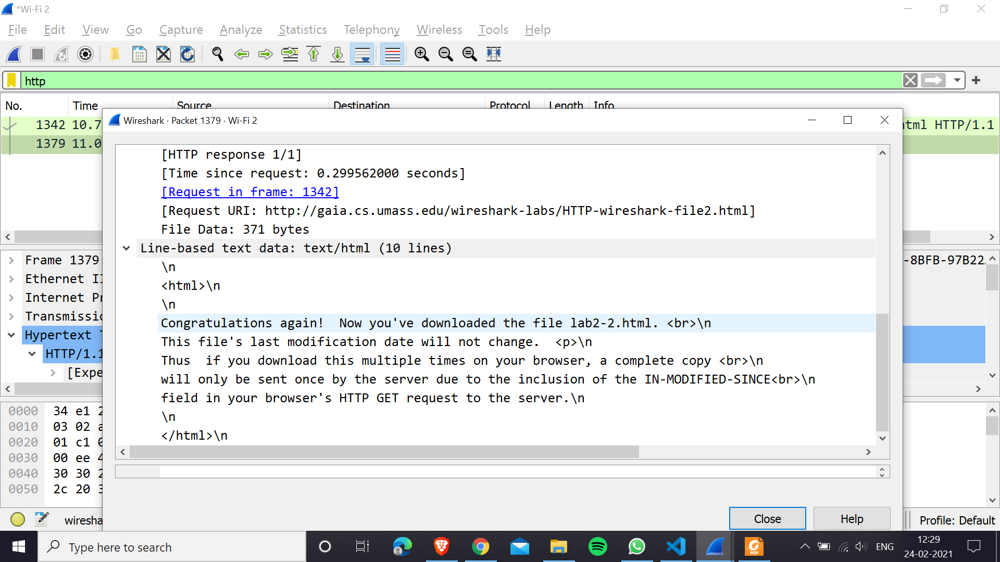 *Wi-Fi 2
File Edit View Go Capture Analyze Statistics Telephony Wireless Tools Help
http
No. Time Source Destination Protocol Length Info
1342 10.7
html HTTP/1.1
1379 11.0
Wireshark · Packet 1379 · Wi-Fi 2
[HTTP response 1/1]
[Time since request: 0.299562000 seconds]
[Request in frame: 1342]
[Request URI: http://gaia.cs.umass.edu/wireshark-labs/HTTP-wireshark-file2.html]
File Data: 371 bytes
Line-based text data: text/html (10 lines)
\n
<html>\n
\n
Congratulations again!  Now you've downloaded the file lab2-2.html. <br>\n
This file's last modification date will not change.  <p>\n
Thus  if you download this multiple times on your browser, a complete copy <br>\n
will only be sent once by the server due to the inclusion of the IN-MODIFIED-SINCE<br>\n
field in your browser's HTTP GET request to the server.\n
\n
</html>\n
Close Help
Frame 1379:
-8BFB-97B22
Ethernet II
Internet Pr
Transmissio
Hypertext T
HTTP/1.1
[Expe
0000 34 e1 2
0010 03 02 a
0020 01 c1 0
0030 00 ee 4
0040 30 30 2
0050 2c 20 3
wiresha
Profile: Default
Type here to search
PDF
ENG
12:29
24-02-2021